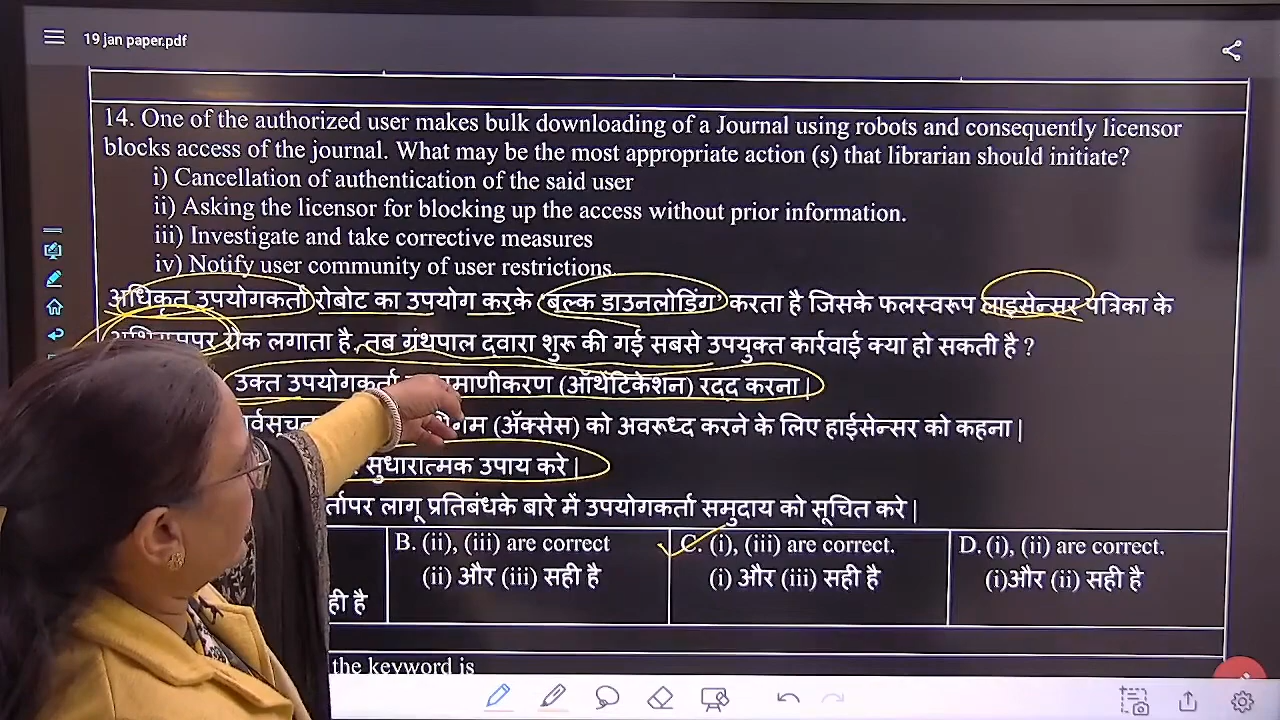 19 jan paper.pdf
14. One of the authorized user makes bulk downloading of a Journal using robots and consequently licensor
blocks access of the journal. What may be the most appropriate action (s) that librarian should initiate?
i) Cancellation of authentication of the said user
ii) Asking the licensor for blocking up the access without prior information.
iii) Investigate and take corrective measures
iv) Notify user community of user restrictions.
अधिकृत उपयोगकर्ता रोबोट का उपयोग करके 'बल्क डाउनलोडिंग' करता है जिसके फलस्वरूप लाइसेन्सर पत्रिका के
रोक लगाता है, तब ग्रंथपाल द्वारा शुरू की गई सबसे उपयुक्त कार्रवाई क्या हो सकती है ?
उक्त उपयोगकर्ता (ऑथेंटिकेशन) रदद करना |
(ॲक्सेस) को अवरूध्द करने के लिए हाईसेन्सर को कहना |
सुधारात्मक उपाय करे |
लागू प्रतिबंधके बारे में उपयोगकर्ता समुदाय को सूचित करे |
B. (ii), (iii) are correct
(ii) और (iii) सही है
C. (i), (iii) are correct.
(i) और (iii) सही है
D. (i), (ii) are correct.
(i)और (ii) सही है
है
the keyword is